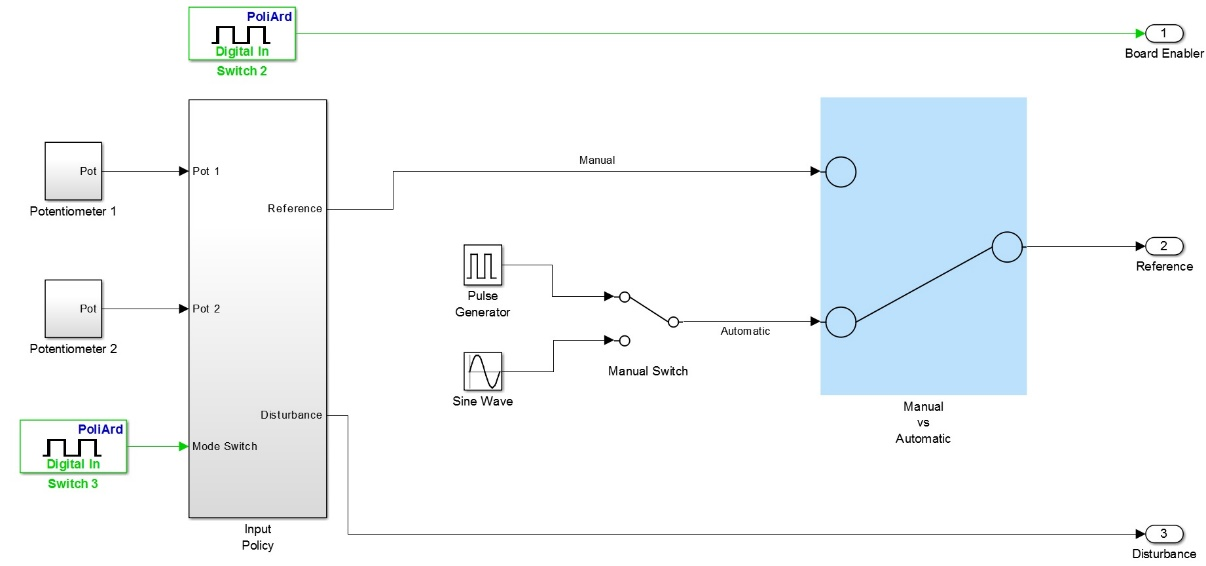 PoliArd
Digital In
Switch 2
1
Board Enabler
Pot
Potentiometer 1
Pot 1
Reference
Manual
Pulse
Generator
2
Reference
Pot
Potentiometer 2
Pot 2
Automatic
Manual Switch
Sine Wave
Manual
vs
Automatic
PoliArd
Digital In
Switch 3
Disturbance
Mode Switch
Input
Policy
3
Disturbance